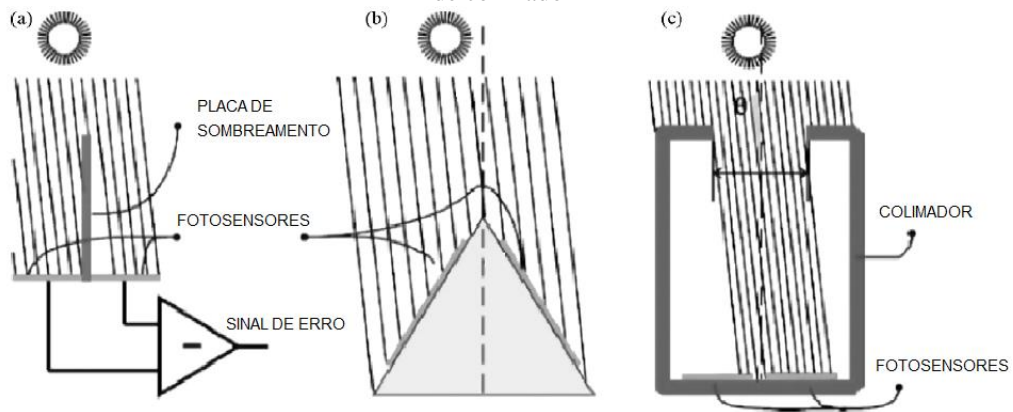 (a)
(b)
(c)
PLACA DE
SOMBREAMENTO
θ
FOTOSENSORES
COLIMADOR
SINAL DE ERRO
FOTOSENSORES